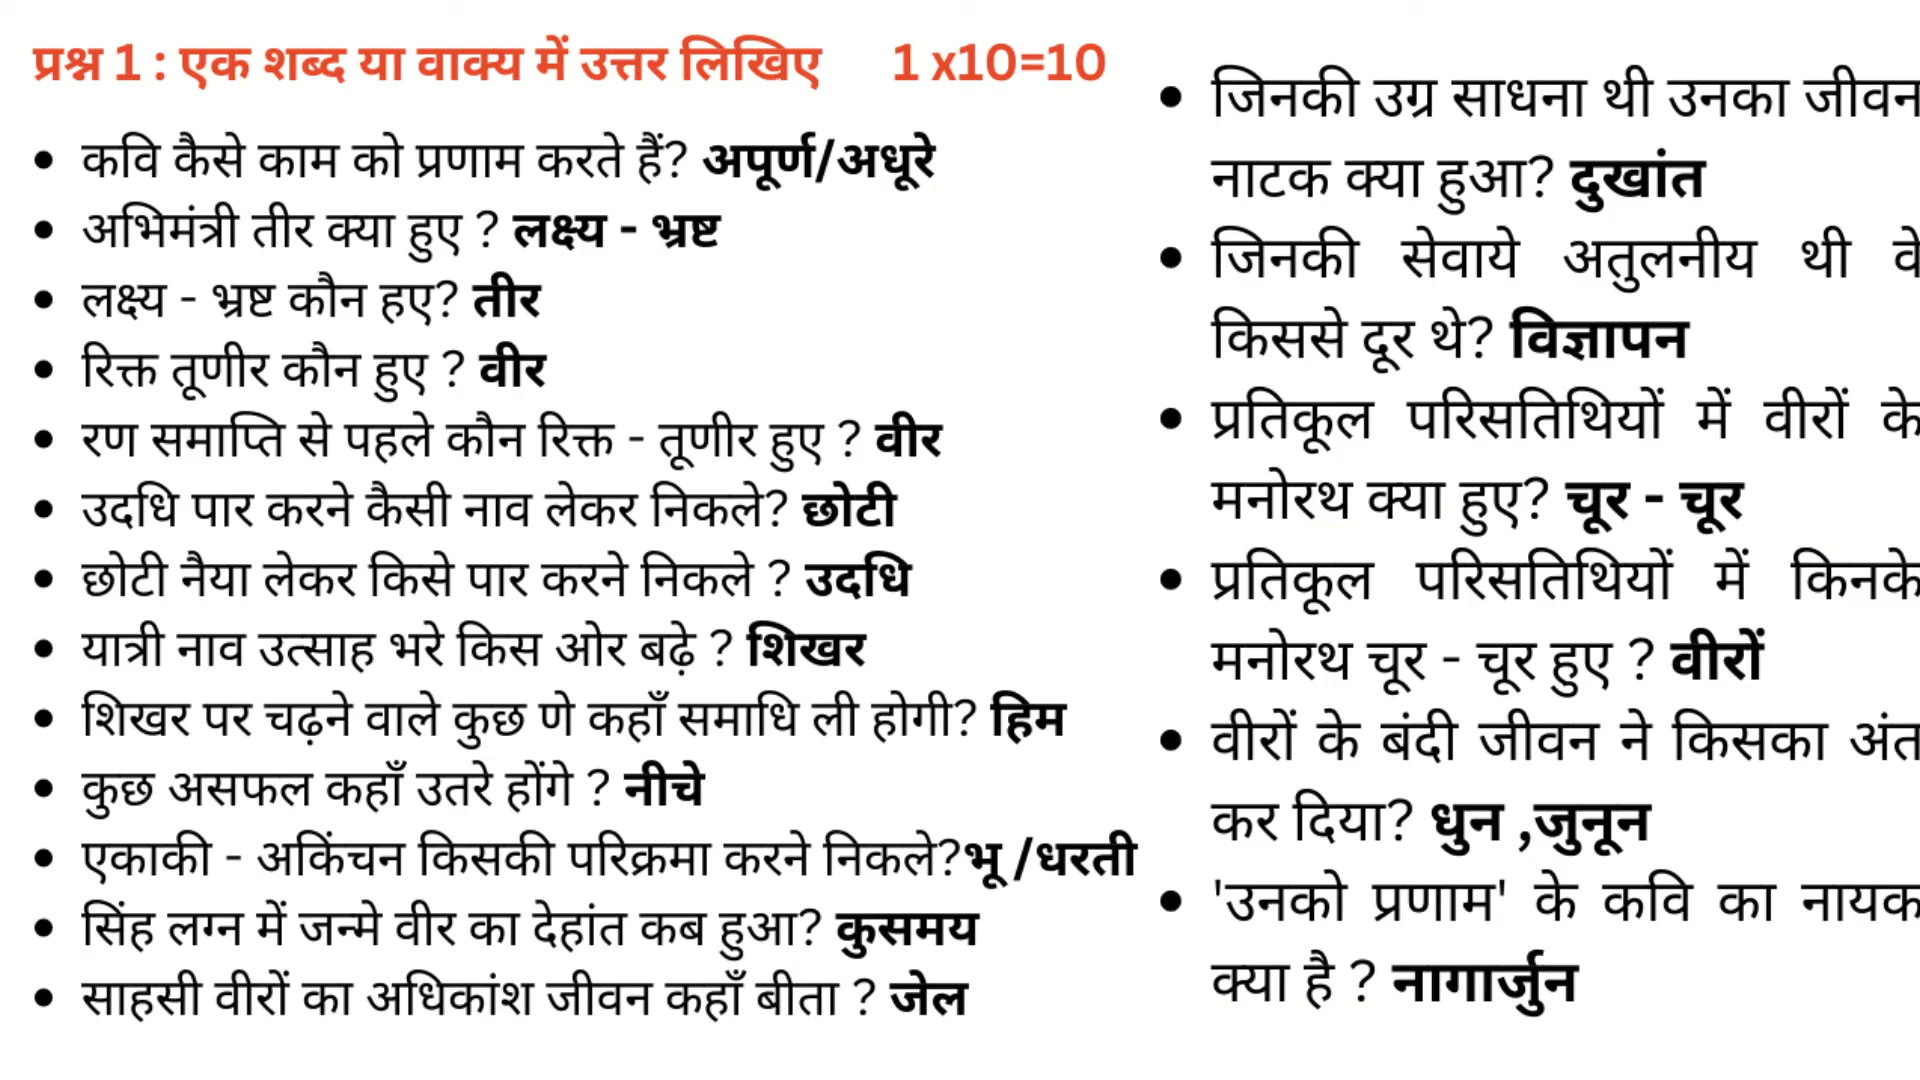 प्रश्न 1 : एक शब्द या वाक्य में उत्तर लिखिए 1 x10=10
• कवि कैसे काम को प्रणाम करते हैं? अपूर्ण/अधूरे
• अभिमंत्री तीर क्या हुए ? लक्ष्य - भ्रष्ट
• लक्ष्य - भ्रष्ट कौन हए? तीर
• रिक्त तूणीर कौन हुए ? वीर
• रण समाप्ति से पहले कौन रिक्त - तूणीर हुए ? वीर
• उदधि पार करने कैसी नाव लेकर निकले? छोटी
• छोटी नैया लेकर किसे पार करने निकले ? उदधि
• यात्री नाव उत्साह भरे किस ओर बढ़े ? शिखर
• शिखर पर चढ़ने वाले कुछ णे कहाँ समाधि ली होगी? हिम
• कुछ असफल कहाँ उतरे होंगे ? नीचे
• एकाकी - अकिंचन किसकी परिक्रमा करने निकले?भू /धरती
• सिंह लग्न में जन्मे वीर का देहांत कब हुआ? कुसमय
• साहसी वीरों का अधिकांश जीवन कहाँ बीता ? जेल
• जिनकी उग्र साधना थी उनका जीवन
नाटक क्या हुआ? दुखांत
• जिनकी सेवाये अतुलनीय थी वे
किससे दूर थे? विज्ञापन
• प्रतिकूल परिसतिथियों में वीरों के
मनोरथ क्या हुए? चूर - चूर
• प्रतिकूल परिसतिथियों में किनके
मनोरथ चूर - चूर हुए ? वीरों
• वीरों के बंदी जीवन ने किसका अंत
कर दिया? धुन ,जुनून
• 'उनको प्रणाम' के कवि का नायक
क्या है ? नागार्जुन